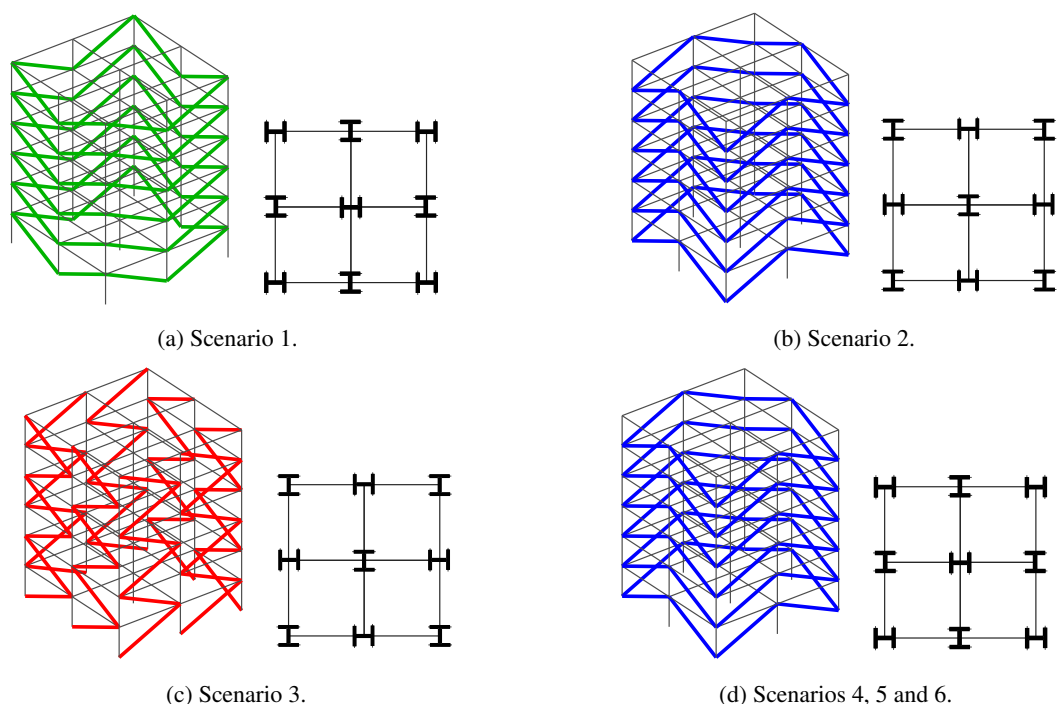 (a) Scenario 1.
(b) Scenario 2.
(c) Scenario 3.
(d) Scenarios 4, 5 and 6.